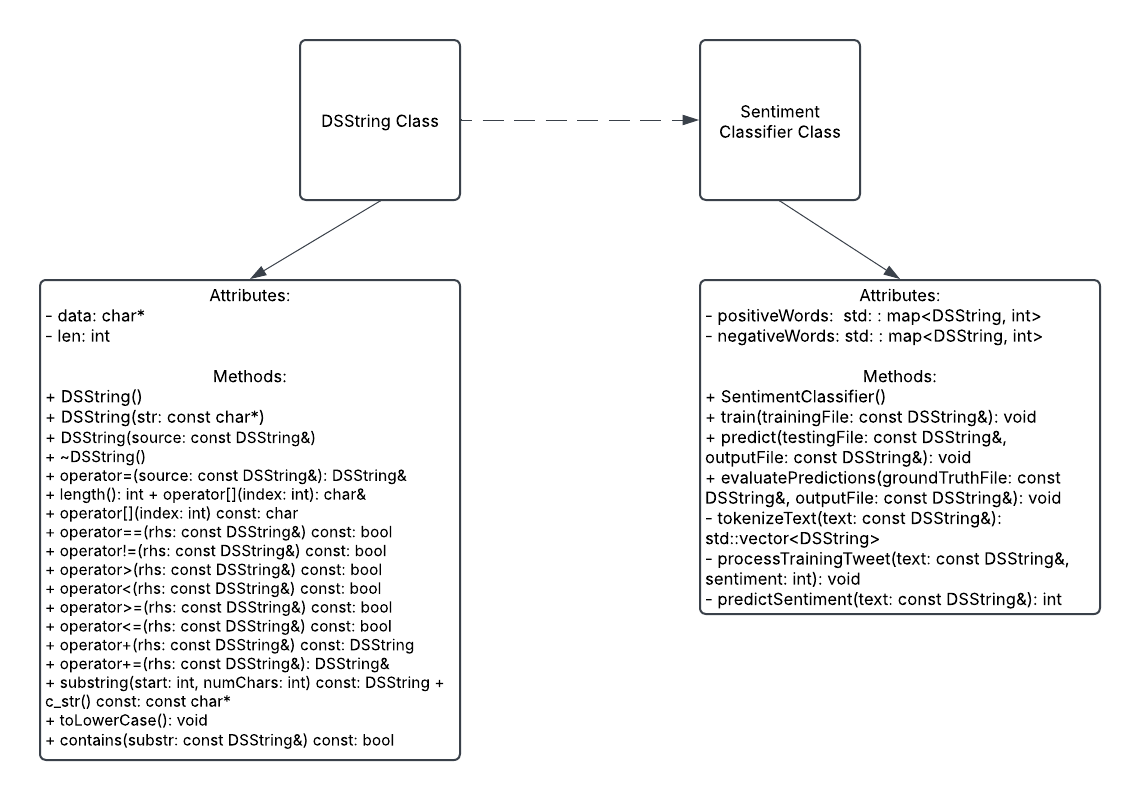 DSString Class
Sentiment
Classifier Class
Attributes:
- data: char*
- len: int
Methods:
+ DSString()
+ DSString(str: const char*)
+ DSString(source: const DSString&)
+ ~DSString()
+ operator=(source: const DSString&): DSString&
+ length(): int + operator[](index: int): char&
+ operator[](index: int) const: char
+ operator==(rhs: const DSString&) const: bool
+ operator!=(rhs: const DSString&) const: bool
+ operator>(rhs: const DSString&) const: bool
+ operator<(rhs: const DSString&) const: bool
+ operator>=(rhs: const DSString&) const: bool
+ operator<=(rhs: const DSString&) const: bool
+ operator+(rhs: const DSString&) const: DSString
+ operator+=(rhs: const DSString&): DSString&
+ substring(start: int, numChars: int) const: DSString +
c_str() const: const char*
+ toLowerCase(): void
+ contains(substr: const DSString&) const: bool
Attributes:
- positiveWords:  std: : map<DSString, int>
- negativeWords: std: : map<DSString, int>
Methods:
+ SentimentClassifier()
+ train(trainingFile: const DSString&): void
+ predict(testingFile: const DSString&,
outputFile: const DSString&): void
+ evaluatePredictions(groundTruthFile: const
DSString&, outputFile: const DSString&): void
- tokenizeText(text: const DSString&):
std::vector<DSString>
- processTrainingTweet(text: const DSString&,
sentiment: int): void
- predictSentiment(text: const DSString&): int